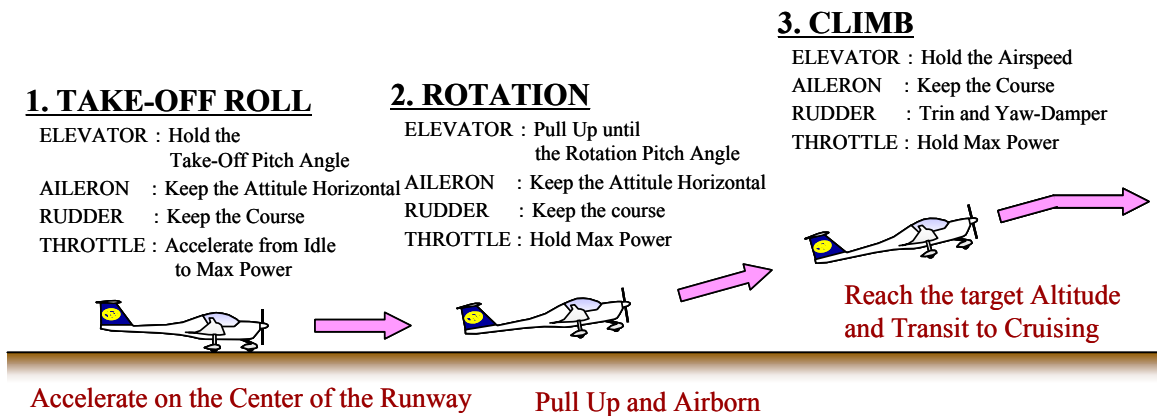 1. TAKE-OFF ROLL
ELEVATOR : Hold the
Take-Off Pitch Angle
AILERON : Keep the Attitule Horizontal
RUDDER : Keep the Course
THROTTLE : Accelerate from Idle
to Max Power
2. ROTATION
ELEVATOR : Pull Up until
the Rotation Pitch Angle
AILERON : Keep the Attitule Horizontal
RUDDER : Keep the course
THROTTLE : Hold Max Power
3. CLIMB
ELEVATOR : Hold the Airspeed
AILERON : Keep the Course
RUDDER : Trin and Yaw-Damper
THROTTLE : Hold Max Power
Reach the target Altitude
and Transit to Cruising
Accelerate on the Center of the Runway
Pull Up and Airborn